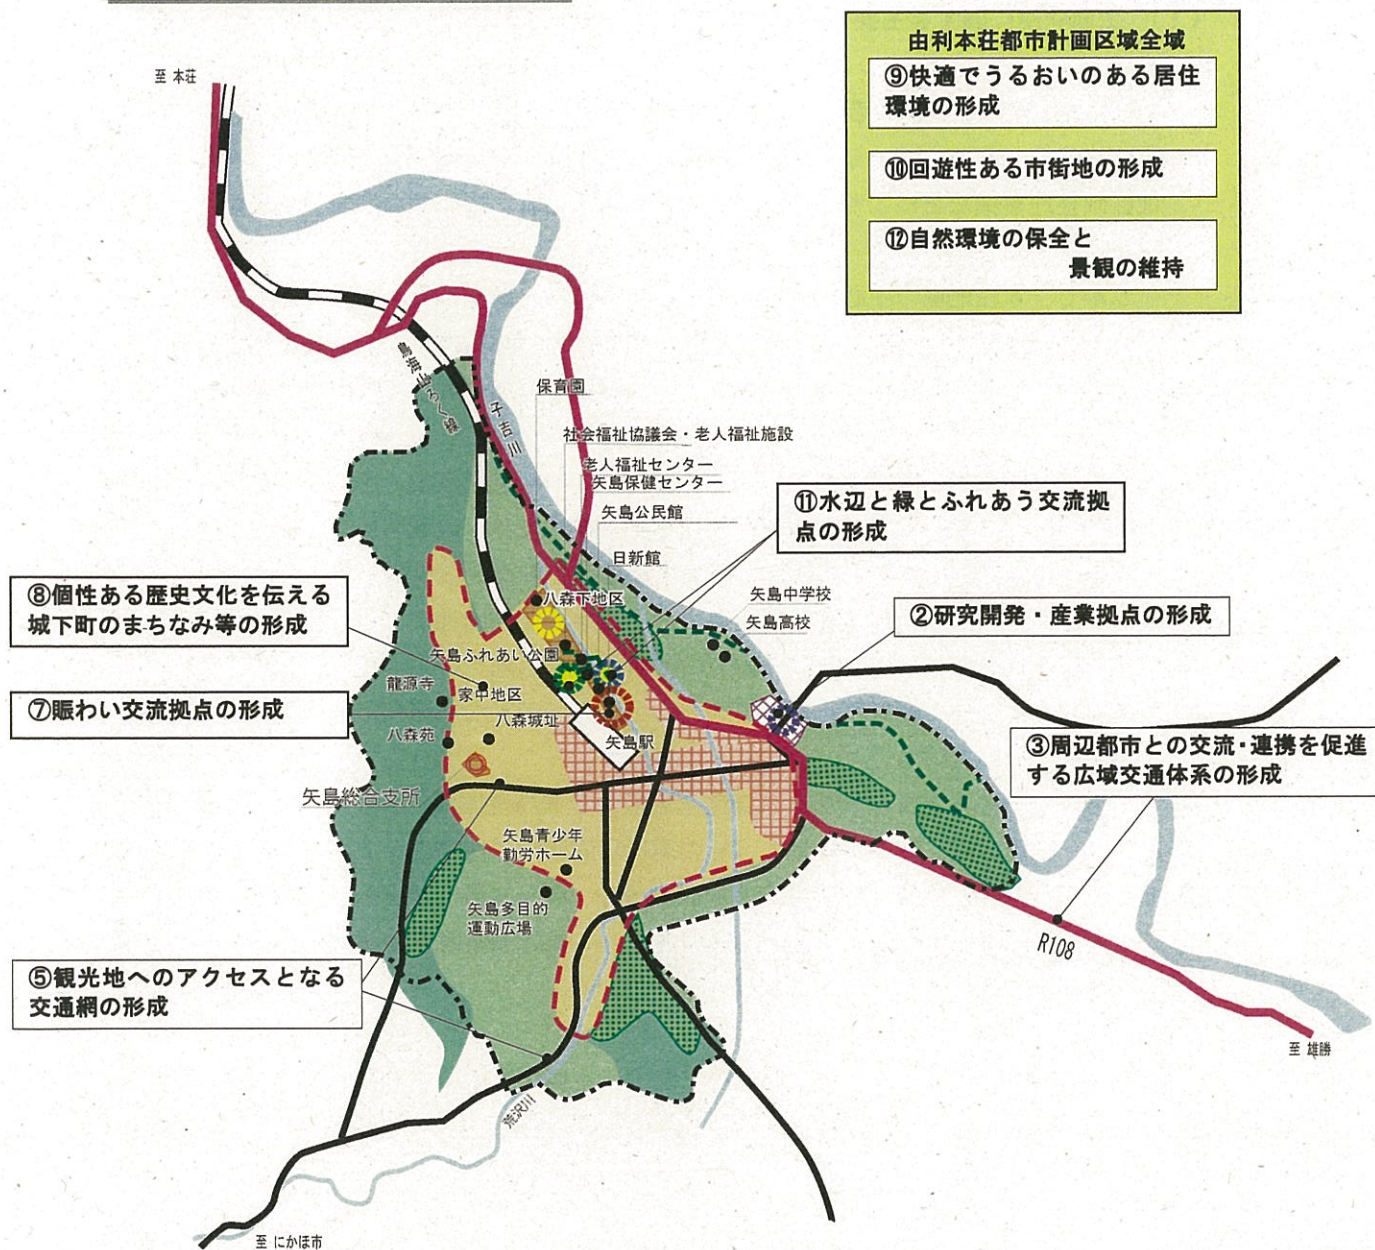 由利本荘都市計画区域全域
⑨快適でうるおいのある居住
環境の形成
⑩回遊性ある市街地の形成
⑫自然環境の保全と
景観の維持
至 本荘
鳥海山ろく線
子吉川
保育園
社会福祉協議会・老人福祉施設
老人福祉センター
矢島保健センター
矢島公民館
日新館
⑪水辺と緑とふれあう交流拠
点の形成
矢島中学校
矢島高校
②研究開発・産業拠点の形成
⑧個性ある歴史文化を伝える
城下町のまちなみ等の形成
八森下地区
矢島ふれあい公園
龍源寺
家中地区
⑦賑わい交流拠点の形成
八森城址
八森苑
矢島駅
③周辺都市との交流・連携を促進
する広域交通体系の形成
矢島総合支所
矢島青少年
勤労ホーム
矢島多目的
運動広場
R108
⑤観光地へのアクセスとなる
交通網の形成
至 雄勝
荒沢川
至 にかほ市